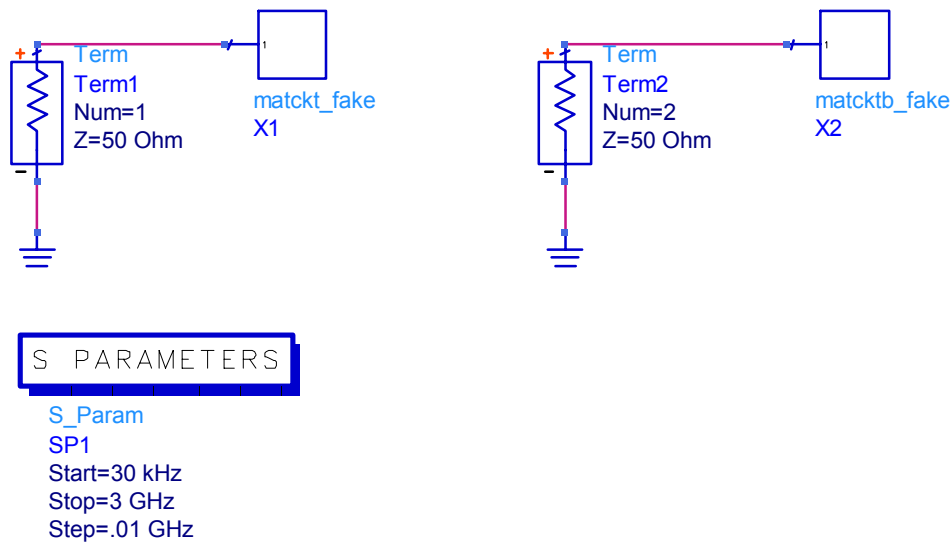 +
Term
Term1
Num=1
Z=50 Ohm
-
1
matckt_fake
X1
+
Term
Term2
Num=2
Z=50 Ohm
-
1
matcktb_fake
X2
S PARAMETERS
S_Param
SP1
Start=30 kHz
Stop=3 GHz
Step=.01 GHz